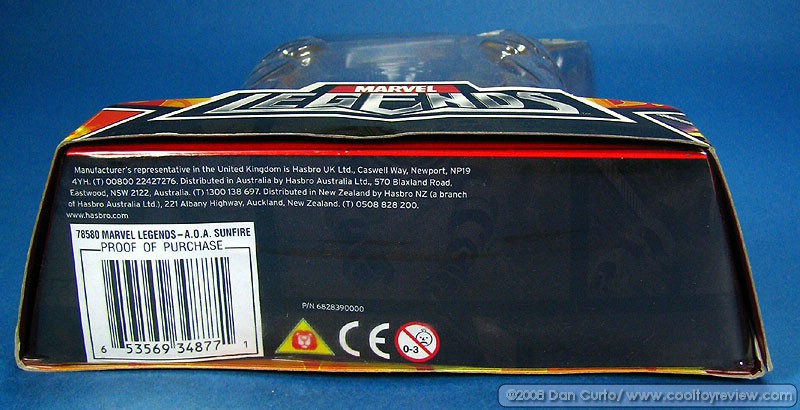 MARVEL
LEGENDS
Manufacturer's representative in the United Kingdom is Hasbro UK Ltd., Caswell Way, Newport, NP19
4YH. (T) 00800 22427276. Distributed in Australia by Hasbro Australia Ltd., 570 Blaxland Road,
Eastwood, NSW 2122, Australia. (T) 1300 138 697. Distributed in New Zealand by Hasbro NZ (a branch
of Hasbro Australia Ltd.), 221 Albany Highway, Auckland, New Zealand. (T) 0508 828 200.
www.hasbro.com
78580 MARVEL LEGENDS-A.O.A. SUNFIRE
PROOF OF PURCHASE
6 53569 34877 1
P/N 6828390000
CE
0-3
©2008 Dan Curto/ www.cooltoyreview.com